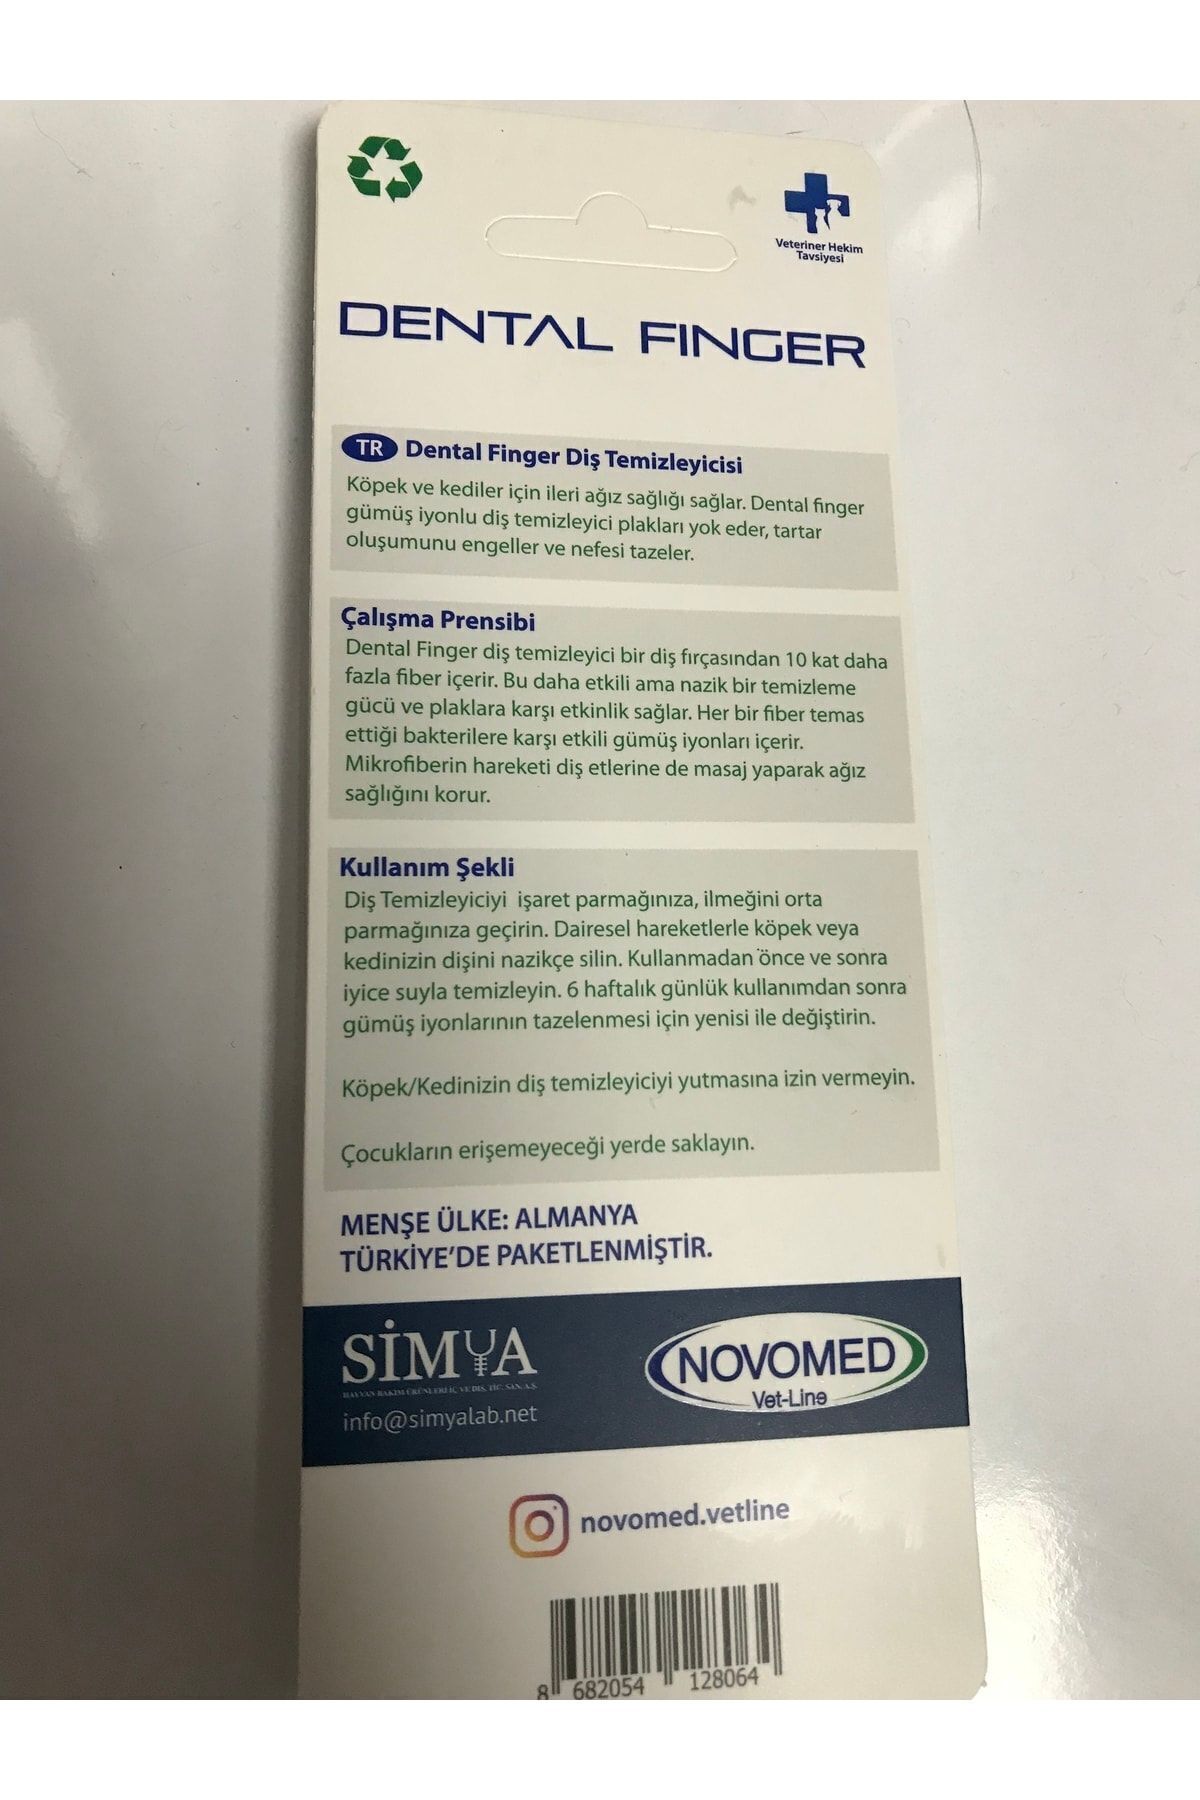 Veteriner Hekim
Tavsiyesi
DENTAL FINGER
TR Dental Finger Diş Temizleyicisi
Köpek ve kediler için ileri ağız sağlığı sağlar. Dental finger
gümüş iyonlu diş temizleyici plakları yok eder, tartar
oluşumunu engeller ve nefesi tazeler.
Çalışma Prensibi
Dental Finger diş temizleyici bir diş fırçasından 10 kat daha
fazla fiber içerir. Bu daha etkili ama nazik bir temizleme
gücü ve plaklara karşı etkinlik sağlar. Her bir fiber temas
ettiği bakterilere karşı etkili gümüş iyonları içerir.
Mikrofiberin hareketi diş etlerine de masaj yaparak ağız
sağlığını korur.
Kullanım Şekli
Diş Temizleyiciyi işaret parmağınıza, ilmeğini orta
parmağınıza geçirin. Dairesel hareketlerle köpek veya
kedinizin dişini nazikçe silin. Kullanmadan önce ve sonra
iyice suyla temizleyin. 6 haftalık günlük kullanımdan sonra
gümüş iyonlarının tazelenmesi için yenisi ile değiştirin.
Köpek/Kedinizin diş temizleyiciyi yutmasına izin vermeyin.
Çocukların erişemeyeceği yerde saklayın.
MENŞE ÜLKE: ALMANYA
TÜRKİYE'DE PAKETLENMİŞTİR.
SİMYA
HAYVAN BAKIM ÜRÜNLERİ İÇ VE DIŞ. TİC. SAN. A.Ş.
info@simyalab.net
NOVOMED
Vet-Line
novomed.vetline
8 682054 128064